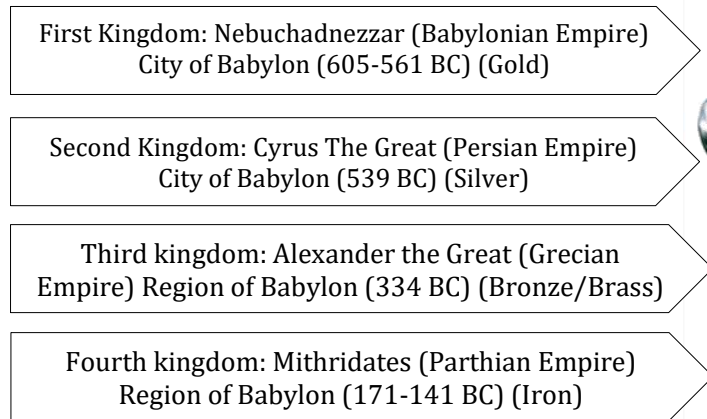 First Kingdom: Nebuchadnezzar (Babylonian Empire)
City of Babylon (605-561 BC) (Gold)
Second Kingdom: Cyrus The Great (Persian Empire)
City of Babylon (539 BC) (Silver)
Third kingdom: Alexander the Great (Grecian
Empire) Region of Babylon (334 BC) (Bronze/Brass)
Fourth kingdom: Mithridates (Parthian Empire)
Region of Babylon (171-141 BC) (Iron)